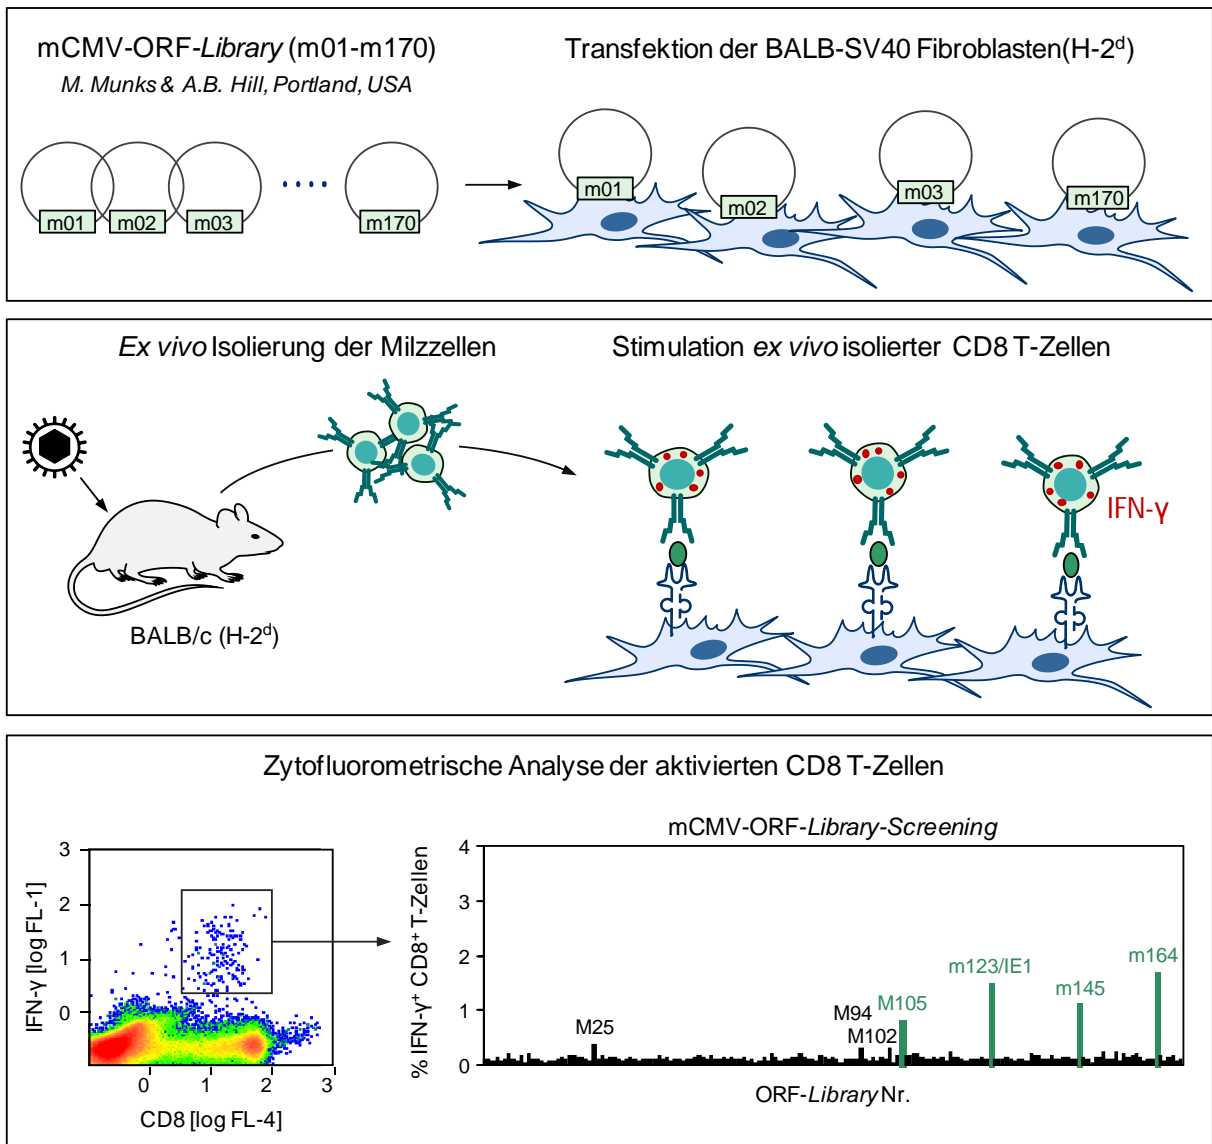 mCMV-ORF-Library (m01-m170)
M. Munks & A.B. Hill, Portland, USA
Transfektion der BALB-SV40 Fibroblasten(H-2ᵈ)
m01
m02
m03
m170
m01
m02
m03
m170
Ex vivo Isolierung der Milzzellen
Stimulation ex vivo isolierter CD8 T-Zellen
IFN-γ
BALB/c (H-2ᵈ)
Zytofluorometrische Analyse der aktivierten CD8 T-Zellen
IFN-γ [log FL-1]
3
2
1
0
0
1
2
3
CD8 [log FL-4]
mCMV-ORF-Library-Screening
% IFN-γ⁺ CD8⁺ T-Zellen
4
3
2
1
0
M25
M94
M102
M105
m123/IE1
m145
m164
ORF-Library Nr.